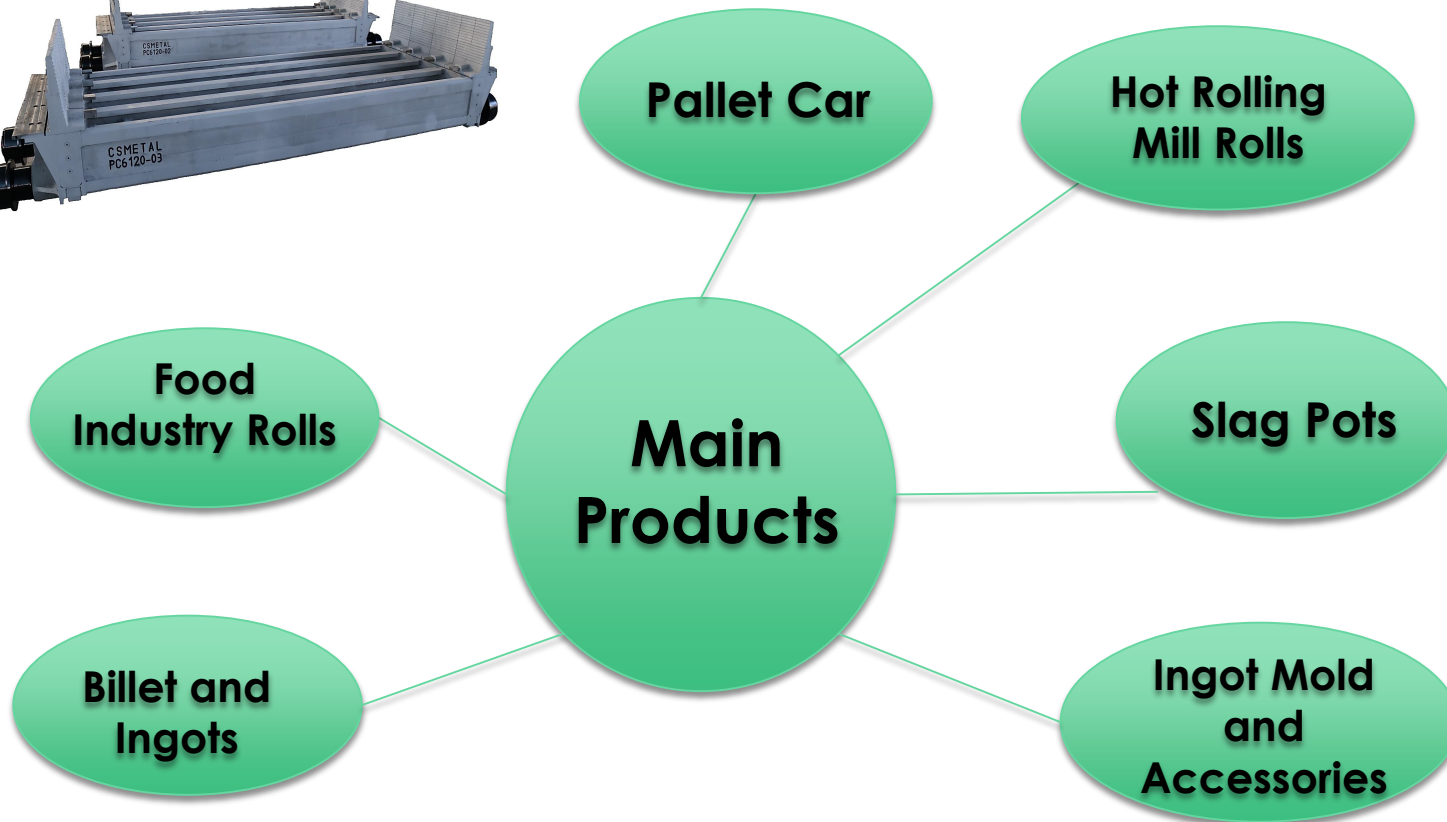 CSMETAL
PC6120-02
CSMETAL
PC6120-03
Pallet Car
Hot Rolling
Mill Rolls
Food
Industry Rolls
Main
Products
Slag Pots
Billet and
Ingots
Ingot Mold
and
Accessories